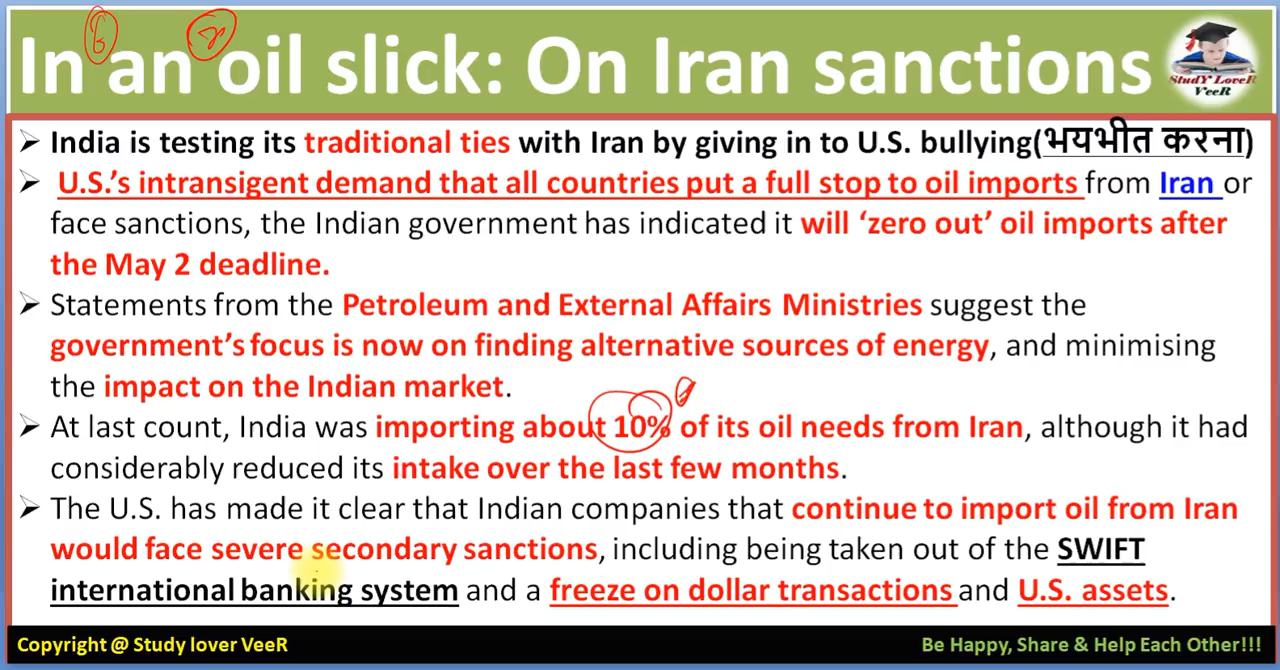 In an oil slick: On Iran sanctions
StudY LoveR
VeeR
➢ India is testing its traditional ties with Iran by giving in to U.S. bullying(भयभीत करना)
➢ U.S.’s intransigent demand that all countries put a full stop to oil imports from Iran or
face sanctions, the Indian government has indicated it will ‘zero out’ oil imports after
the May 2 deadline.
➢ Statements from the Petroleum and External Affairs Ministries suggest the
government’s focus is now on finding alternative sources of energy, and minimising
the impact on the Indian market.
➢ At last count, India was importing about 10% of its oil needs from Iran, although it had
considerably reduced its intake over the last few months.
➢ The U.S. has made it clear that Indian companies that continue to import oil from Iran
would face severe secondary sanctions, including being taken out of the SWIFT
international banking system and a freeze on dollar transactions and U.S. assets.
Copyright @ Study lover VeeR
Be Happy, Share & Help Each Other!!!